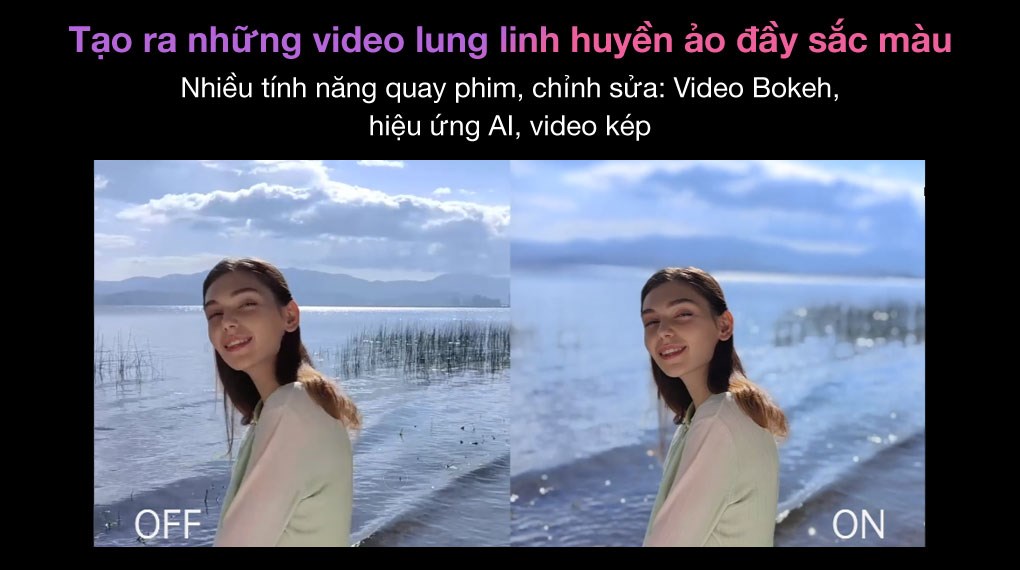 Tạo ra những video lung linh huyền ảo đầy sắc màu
Nhiều tính năng quay phim, chỉnh sửa: Video Bokeh,
hiệu ứng AI, video kép
OFF
ON